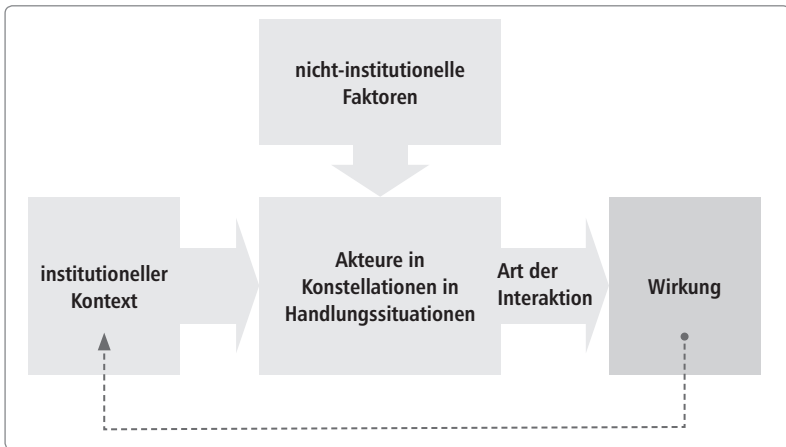 nicht-institutionelle
Faktoren
institutioneller
Kontext
Akteure in
Konstellationen in
Handlungssituationen
Art der
Interaktion
Wirkung